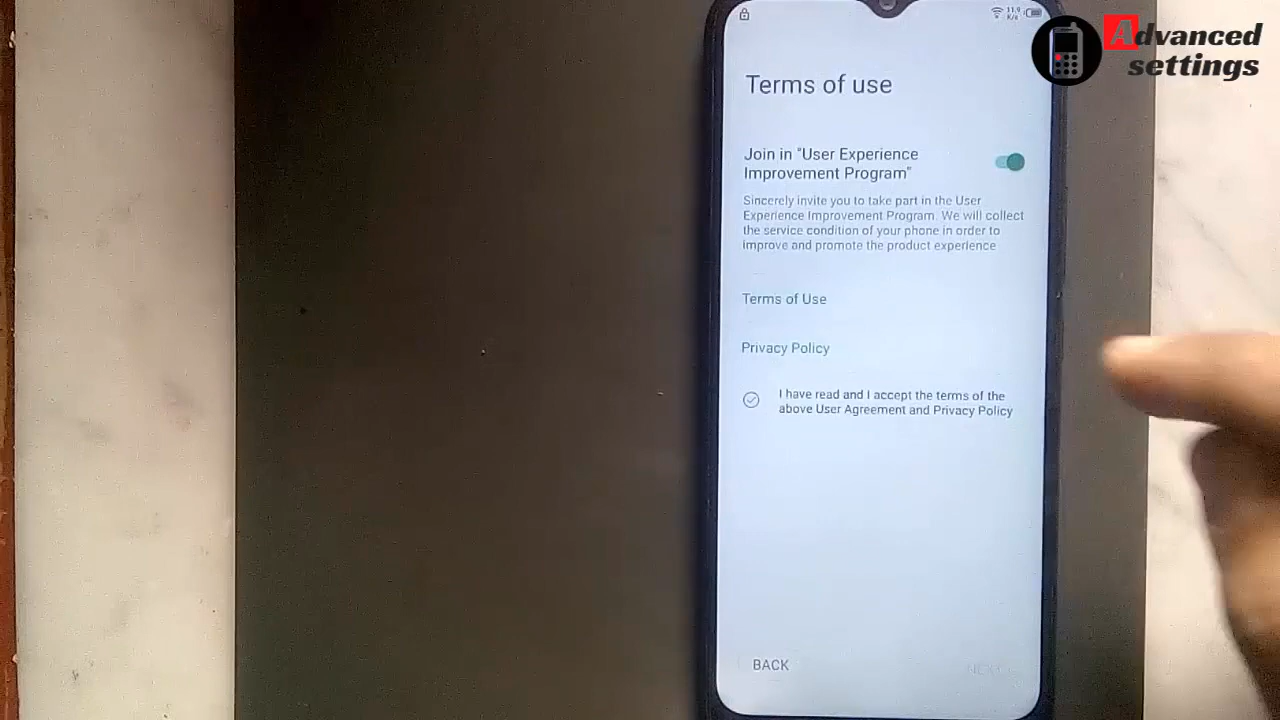 11.9
K/s
Advanced
settings
Terms of use
Join in "User Experience
Improvement Program"
Sincerely invite you to take part in the User
Experience Improvement Program. We will collect
the service condition of your phone in order to
improve and promote the product experience
Terms of Use
Privacy Policy
I have read and I accept the terms of the
above User Agreement and Privacy Policy
BACK
NEXT